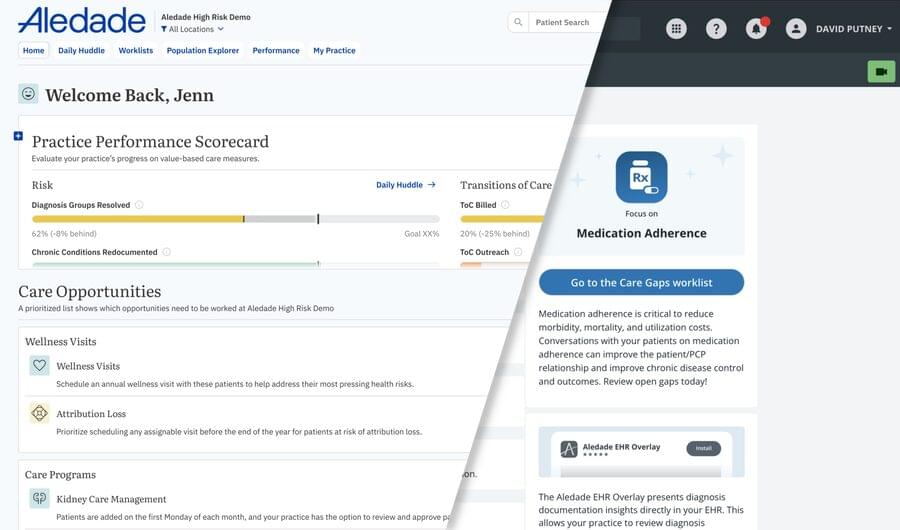 Aledade
Aledade High Risk Demo
All Locations
Patient Search
DAVID PUTNEY
Home
Daily Huddle
Worklists
Population Explorer
Performance
My Practice
Welcome Back, Jenn
Practice Performance Scorecard
Evaluate your practice's progress on value-based care measures.
Risk
Daily Huddle →
Diagnosis Groups Resolved
62% (-8% behind)
Goal XX%
Chronic Conditions Redocumented
Transitions of Care
ToC Billed
20% (-25% behind)
ToC Outreach
Care Opportunities
A prioritized list shows which opportunities need to be worked at Aledade High Risk Demo
Wellness Visits
Wellness Visits
Schedule an annual wellness visit with these patients to help address their most pressing health risks.
Attribution Loss
Prioritize scheduling any assignable visit before the end of the year for patients at risk of attribution loss.
Care Programs
Kidney Care Management
Patients are added on the first Monday of each month, and your practice has the option to review and approve
on.
Rx
Focus on
Medication Adherence
Go to the Care Gaps worklist
Medication adherence is critical to reduce
morbidity, mortality, and utilization costs.
Conversations with your patients on medication
adherence can improve the patient/PCP
relationship and improve chronic disease control
and outcomes. Review open gaps today!
Aledade EHR Overlay
Install
The Aledade EHR Overlay presents diagnosis
documentation insights directly in your EHR. This
allows your practice to review diagnosis